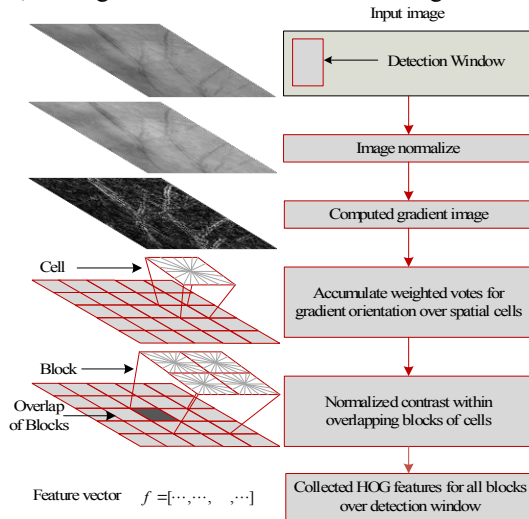 Input image
Detection Window
Image normalize
Computed gradient image
Cell
Accumulate weighted votes for
gradient orientation over spatial cells
Block
Overlap
of Blocks
Normalized contrast within
overlapping blocks of cells
Feature vector f =[⋯,⋯, ,⋯]
Collected HOG features for all blocks
over detection window